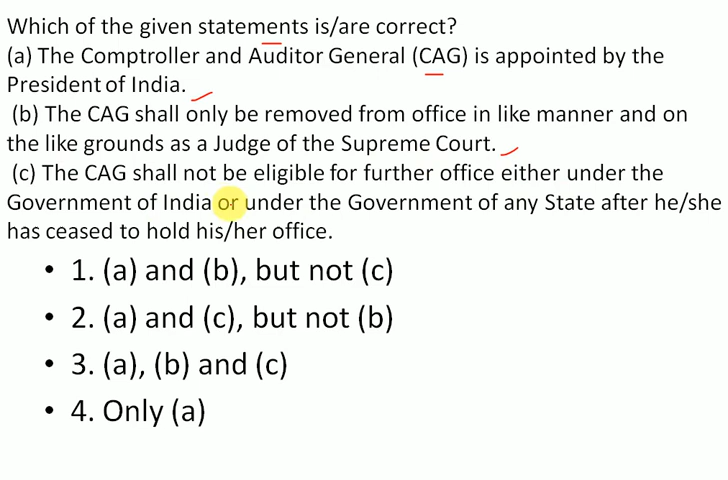 Which of the given statements is/are correct?
(a) The Comptroller and Auditor General (CAG) is appointed by the
President of India.
(b) The CAG shall only be removed from office in like manner and on
the like grounds as a Judge of the Supreme Court.
(c) The CAG shall not be eligible for further office either under the
Government of India or under the Government of any State after he/she
has ceased to hold his/her office.
• 1. (a) and (b), but not (c)
• 2. (a) and (c), but not (b)
• 3. (a), (b) and (c)
• 4. Only (a)